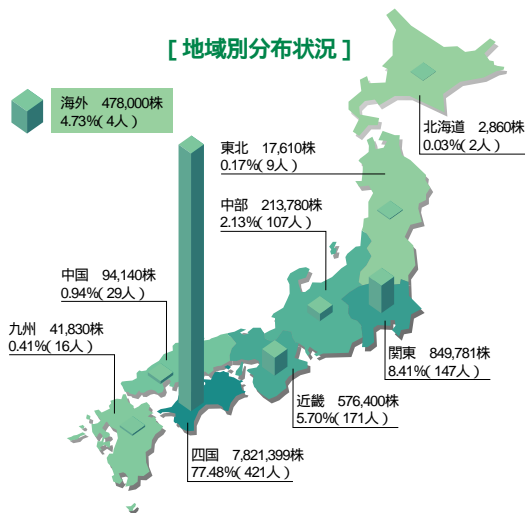 [ 地域別分布状況 ]
海外　478,000株
4.73%( 4人 )
北海道　2,860株
0.03%( 2人 )
東北　17,610株
0.17%( 9人 )
中部　213,780株
2.13%( 107人 )
中国　94,140株
0.94%( 29人 )
九州　41,830株
0.41%( 16人 )
関東　849,781株
8.41%( 147人 )
近畿　576,400株
5.70%( 171人 )
四国　7,821,399株
77.48%( 421人 )